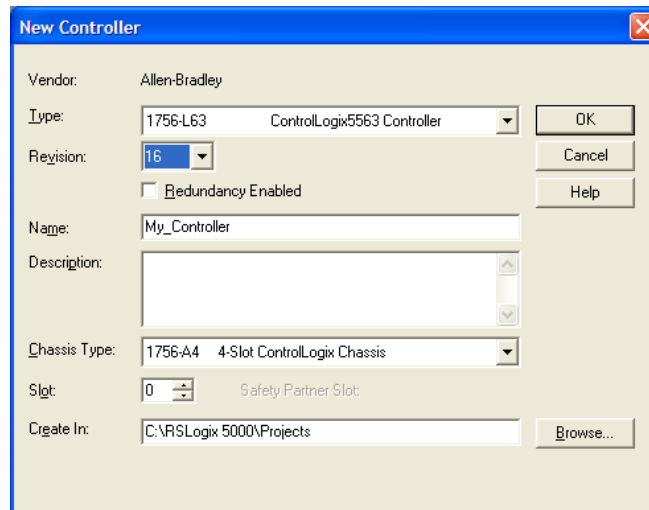 New Controller
Vendor: Allen-Bradley
Type: 1756-L63 ControlLogix5563 Controller OK
Revision: 16 Cancel
Redundancy Enabled Help
Name: My_Controller
Description:
Chassis Type: 1756-A4 4-Slot ControlLogix Chassis
Slot: 0 Safety Partner Slot:
Create In: C:\RSLogix 5000\Projects Browse...